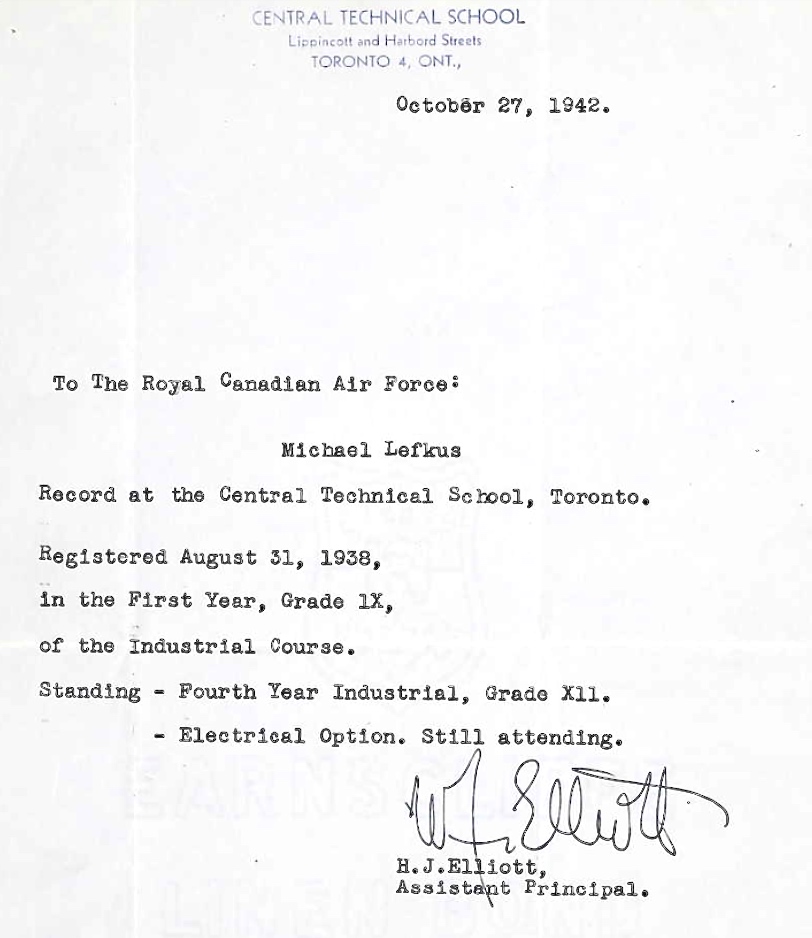 CENTRAL TECHNICAL SCHOOL
Lippincott and Harbord Streets
TORONTO 4, ONT.,
October 27, 1942.
To The Royal Canadian Air Force:
Michael Lefkus
Record at the Central Technical School, Toronto.
Registered August 31, 1938,
in the First Year, Grade 1X,
of the Industrial Course.
Standing - Fourth Year Industrial, Grade X11.
- Electrical Option. Still attending.
H.J.Elliott,
Assistant Principal.